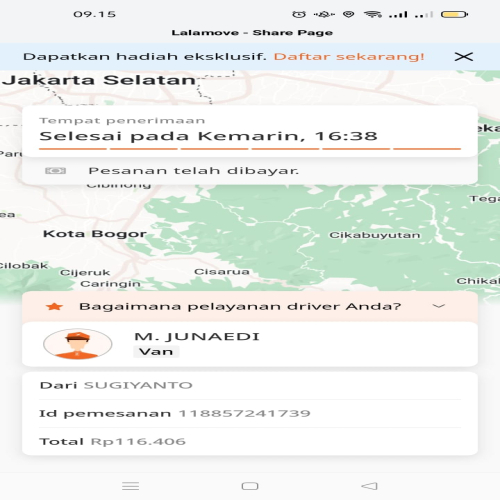 09.15
Lalamove - Share Page
Dapatkan hadiah eksklusif. Daftar sekarang!
Jakarta Selatan
Tempat penerimaan
Selesai pada Kemarin, 16:38
Pesanan telah dibayar.
Cibinong
Kota Bogor
Cikabuyutan
Cilobak
Cijeruk
Cisarua
Caringin
Bagaimana pelayanan driver Anda?
M. JUNAEDI
Van
Dari SUGIYANTO
Id pemesanan 118857241739
Total Rp116.406